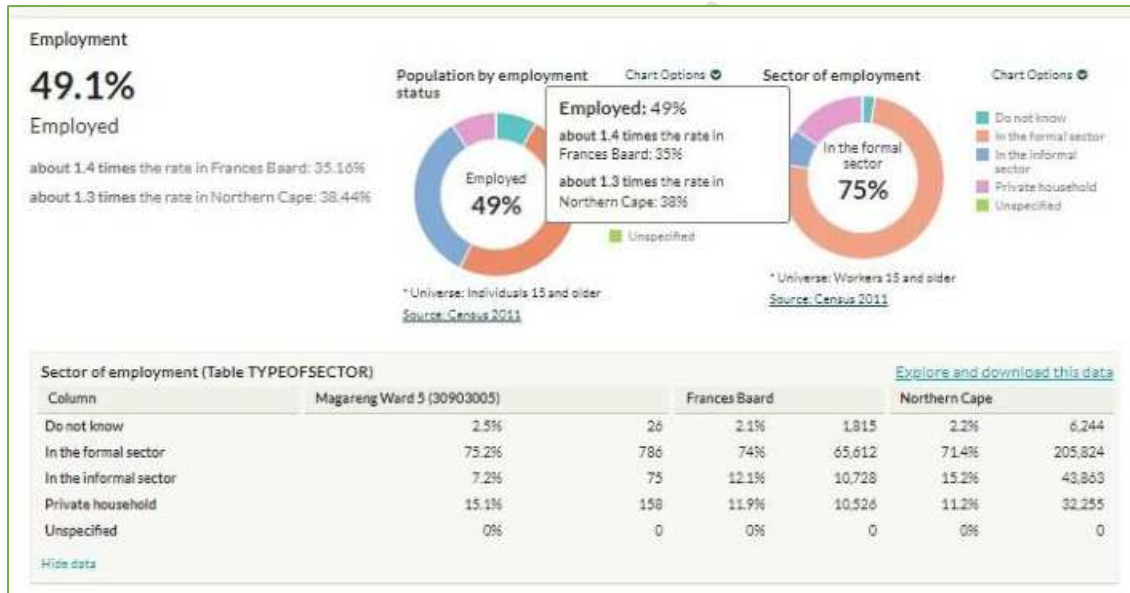 Employment
49.1%
Employed
about 1.4 times the rate in Frances Baard: 35.16%
about 1.3 times the rate in Northern Cape: 38.44%
Population by employment
status
Chart Options
Employed
49%
Employed: 49%
about 1.4 times the rate in
Frances Baard: 35%
about 1.3 times the rate in
Northern Cape: 38%
Unspecified
* Universe: Individuals 15 and older
Source: Census 2011
Sector of employment
Chart Options
In the formal
sector
75%
Do not know
In the formal sector
In the informal
sector
Private household
Unspecified
* Universe: Workers 15 and older
Source: Census 2011
Sector of employment (Table TYPEOFSECTOR) Explore and download this data
Column Magareng Ward 5 (30903005) Frances Baard Northern Cape
Do not know 2.5% 26 2.1% 1,815 2.2% 6,244
In the formal sector 75.2% 786 74% 65,612 71.4% 205,824
In the informal sector 7.2% 75 12.1% 10,728 15.2% 43,863
Private household 15.1% 158 11.9% 10,526 11.2% 32,255
Unspecified 0% 0 0% 0 0% 0
Hide data